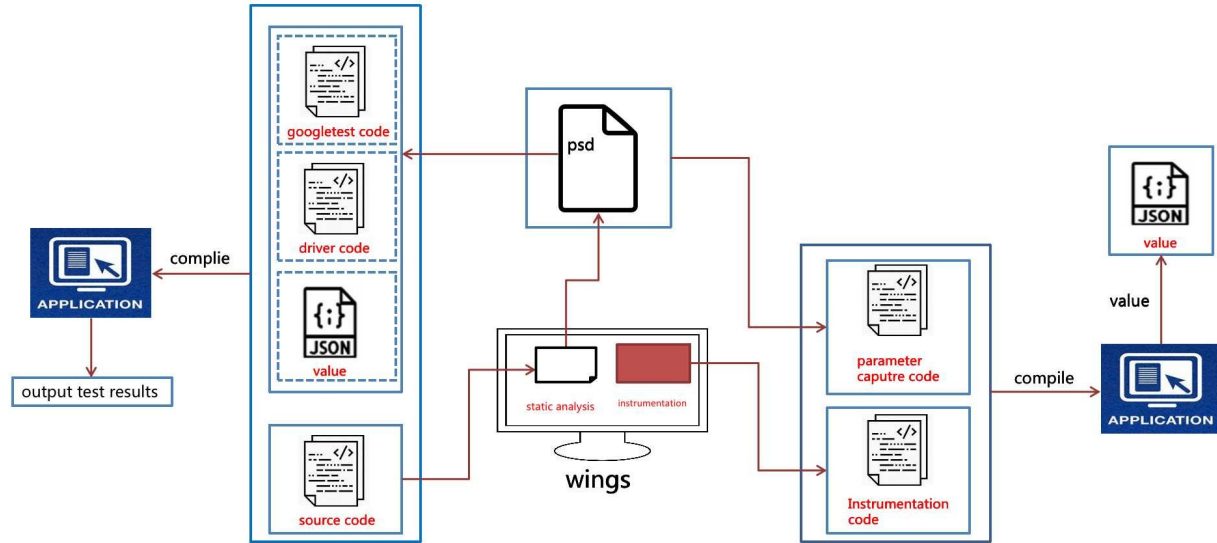 googletest code
driver code
{;}
JSON
value
source code
complie
APPLICATION
output test results
psd
static analysis
instrumentation
wings
parameter
caputre code
Instrumentation
code
compile
APPLICATION
value
{;}
JSON
value